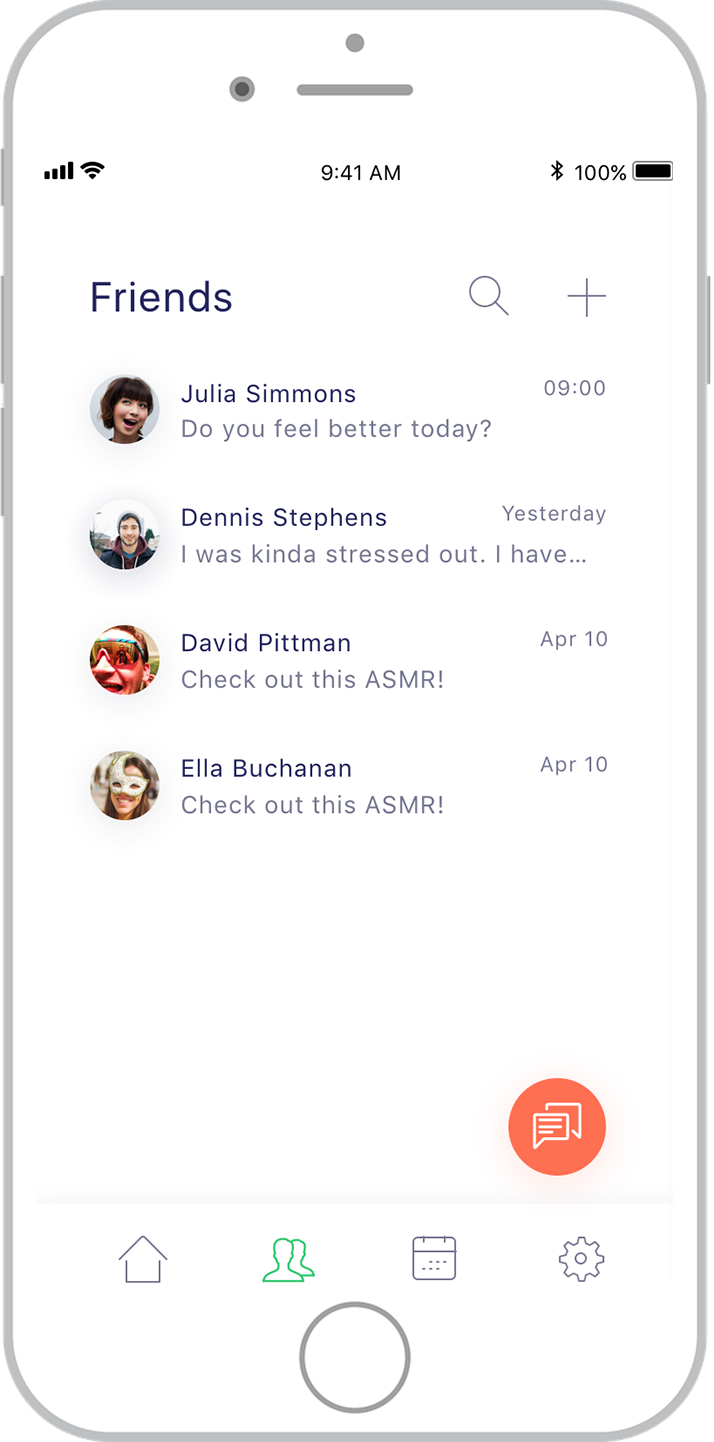 9:41 AM 100%
Friends
Julia Simmons 09:00
Do you feel better today?
Dennis Stephens Yesterday
I was kinda stressed out. I have...
David Pittman Apr 10
Check out this ASMR!
Ella Buchanan Apr 10
Check out this ASMR!